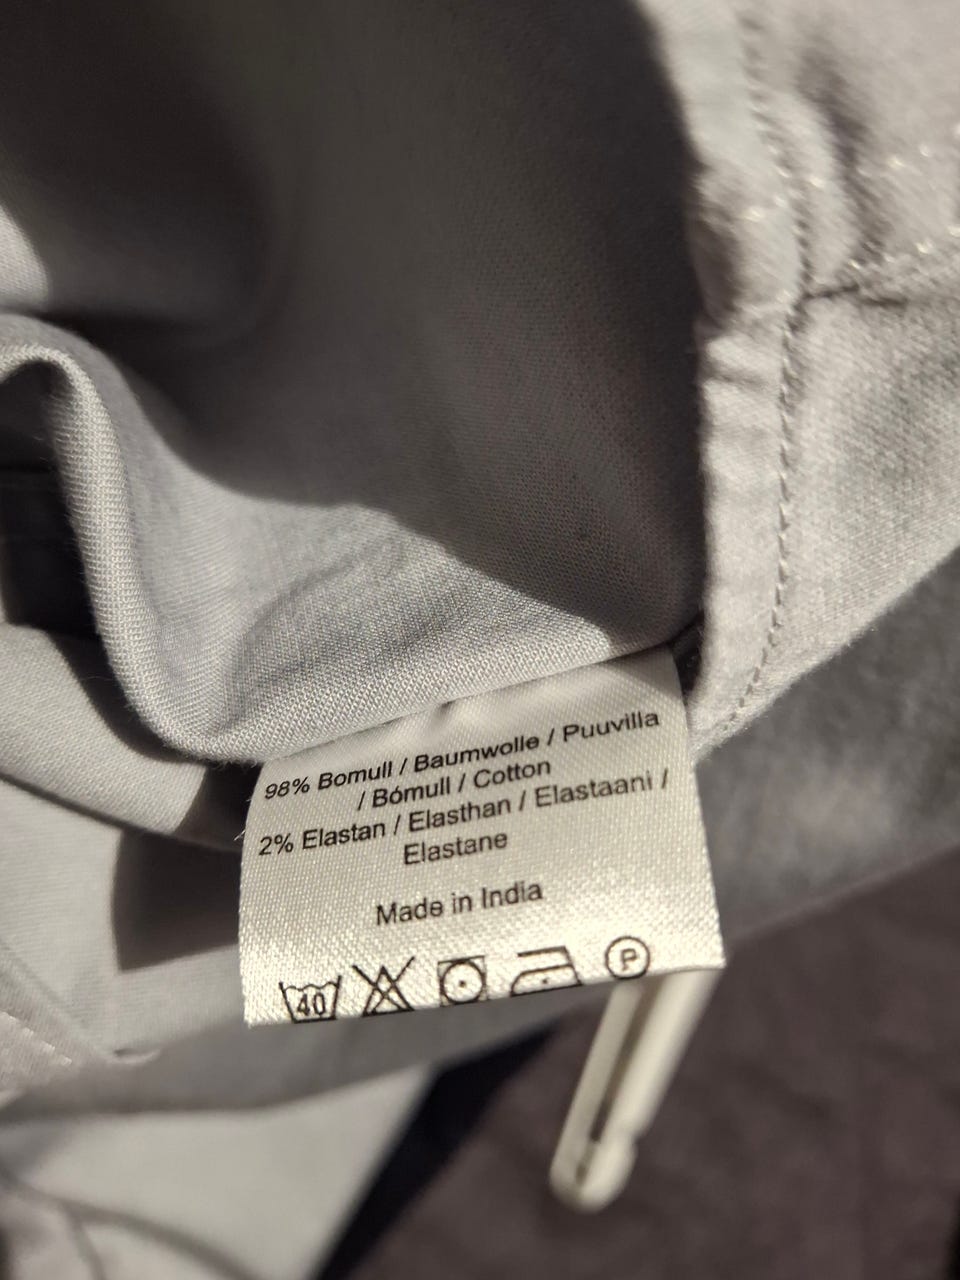 98% Bomull / Baumwolle / Puuvilla
/ Bómull / Cotton
2% Elastan / Elasthan / Elastaani /
Elastane
Made in India
40 P